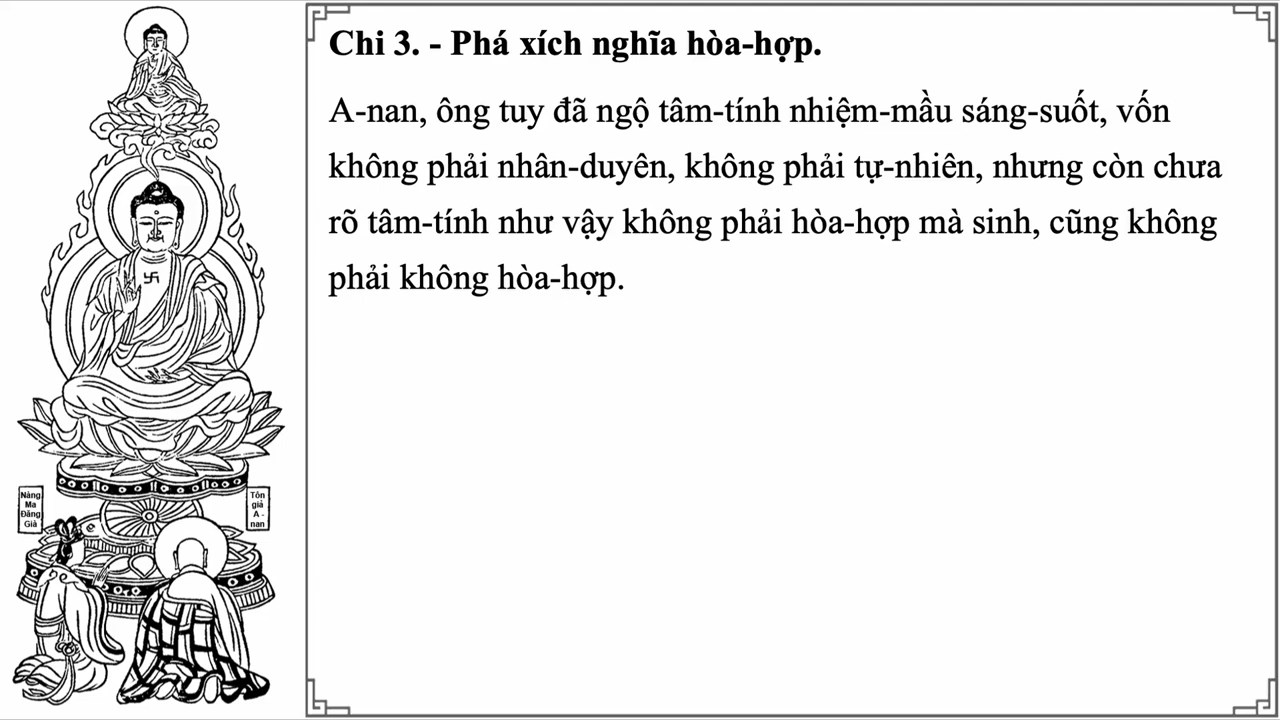 Chi 3. - Phá xích nghĩa hòa-hợp.
A-nan, ông tuy đã ngộ tâm-tính nhiệm-mầu sáng-suốt, vốn
không phải nhân-duyên, không phải tự-nhiên, nhưng còn chưa
rõ tâm-tính như vậy không phải hòa-hợp mà sinh, cũng không
phải không hòa-hợp.
Nàng
Ma
Đăng
Già
Tôn
giả
A -
nan